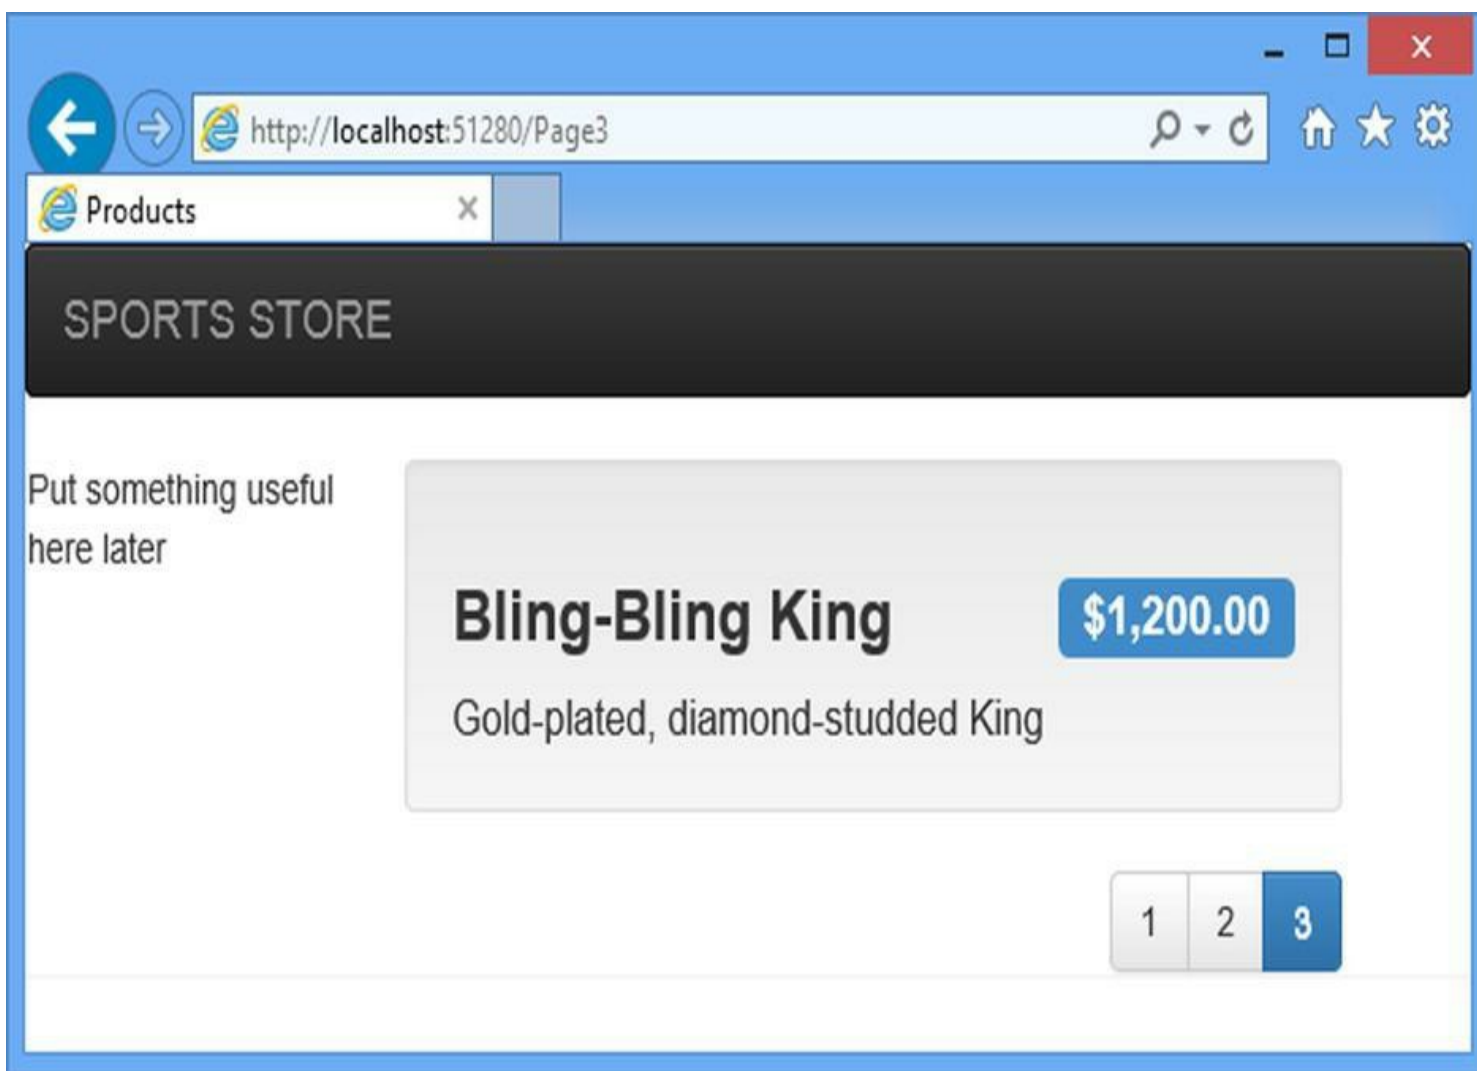 http://localhost:51280/Page3
Products
SPORTS STORE
Put something useful
here later
Bling-Bling King
$1,200.00
Gold-plated, diamond-studded King
1 2 3